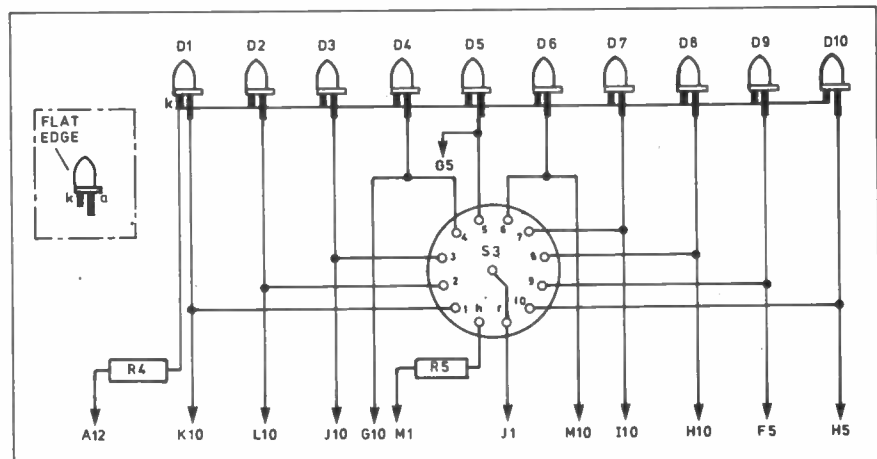 D1 D2 D3 D4 D5 D6 D7 D8 D9 D10
k
FLAT
EDGE
k a
G5
4 5 6 7
S3
3 8
2 9
1 h r 10
R4 R5
A12 K10 L10 J10 G10 M1 J1 M10 I10 H10 F5 H5